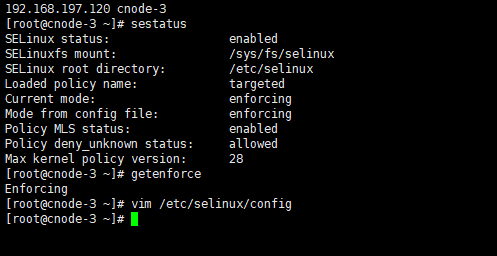 192.168.197.120 cnode-3
[root@cnode-3 ~]# sestatus
SELinux status:                 enabled
SELinuxfs mount:                /sys/fs/selinux
SELinux root directory:         /etc/selinux
Loaded policy name:             targeted
Current mode:                   enforcing
Mode from config file:          enforcing
Policy MLS status:              enabled
Policy deny_unknown status:     allowed
Max kernel policy version:      28
[root@cnode-3 ~]# getenforce
Enforcing
[root@cnode-3 ~]# vim /etc/selinux/config
[root@cnode-3 ~]#